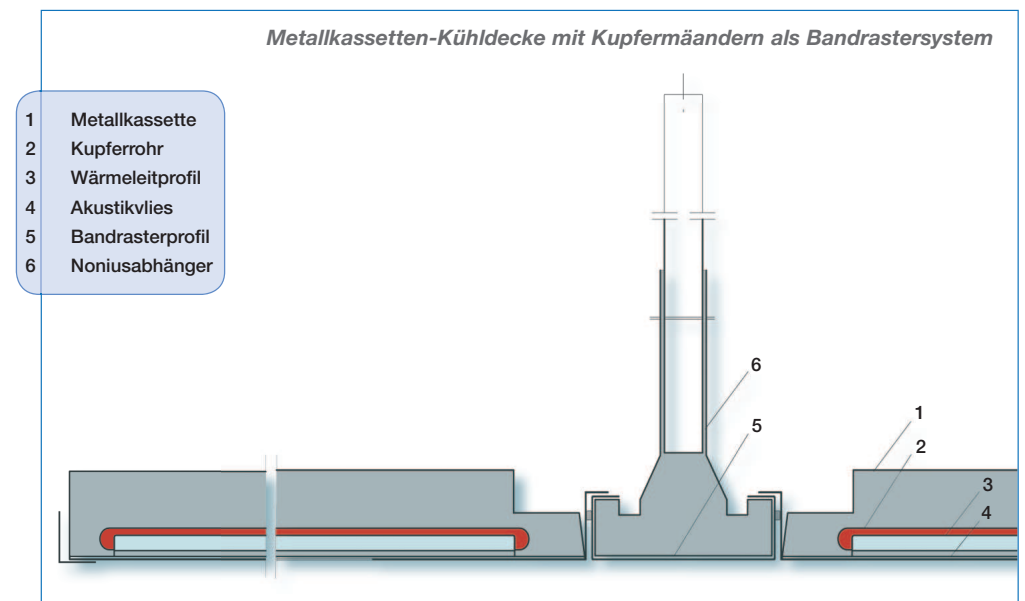 Metallkassetten-Kühldecke mit Kupfermäandern als Bandrastersystem
1 Metallkassette
2 Kupferrohr
3 Wärmeleitprofil
4 Akustikvlies
5 Bandrasterprofil
6 Noniusabhänger
6
5
1
2
3
4